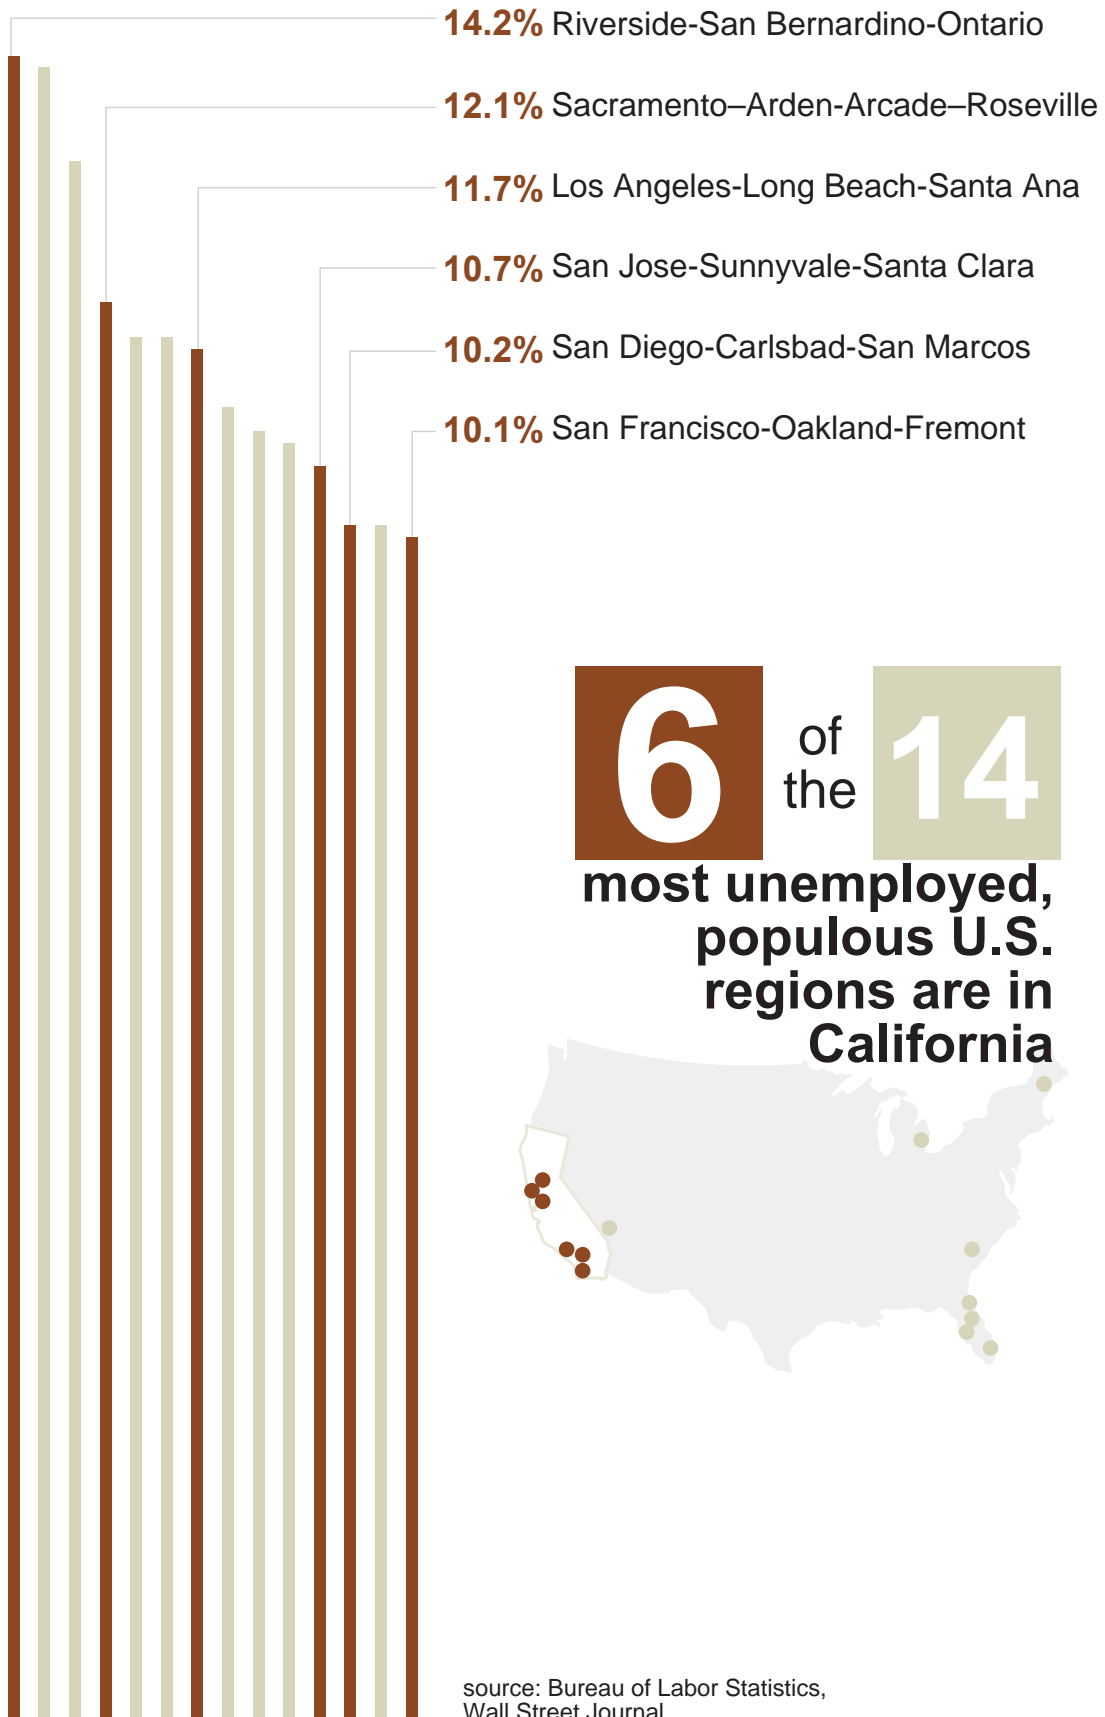 14.2% Riverside-San Bernardino-Ontario
12.1% Sacramento–Arden-Arcade–Roseville
11.7% Los Angeles-Long Beach-Santa Ana
10.7% San Jose-Sunnyvale-Santa Clara
10.2% San Diego-Carlsbad-San Marcos
10.1% San Francisco-Oakland-Fremont
6 of the 14
most unemployed,
populous U.S.
regions are in
California
source: Bureau of Labor Statistics,
Wall Street Journal